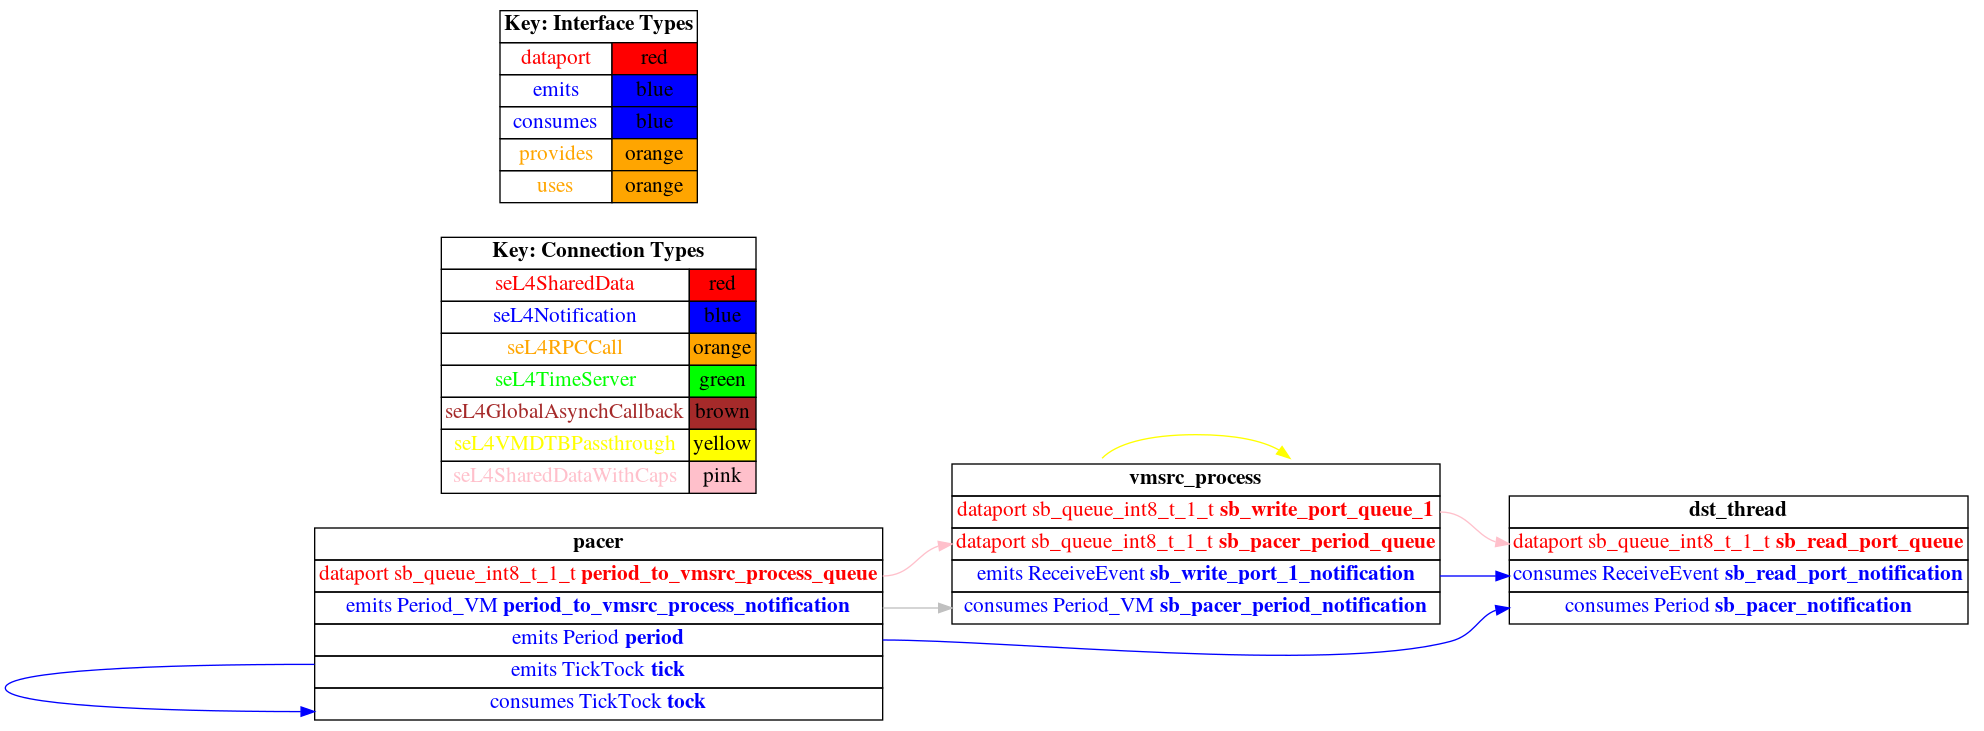 Key: Interface Types
dataport red
emits blue
consumes blue
provides orange
uses orange
Key: Connection Types
seL4SharedData red
seL4Notification blue
seL4RPCCall orange
seL4TimeServer green
seL4GlobalAsynchCallback brown
seL4VMDTBPassthrough yellow
seL4SharedDataWithCaps pink
pacer
dataport sb_queue_int8_t_1_t period_to_vmsrc_process_queue
emits Period_VM period_to_vmsrc_process_notification
emits Period period
emits TickTock tick
consumes TickTock tock
vmsrc_process
dataport sb_queue_int8_t_1_t sb_write_port_queue_1
dataport sb_queue_int8_t_1_t sb_pacer_period_queue
emits ReceiveEvent sb_write_port_1_notification
consumes Period_VM sb_pacer_period_notification
dst_thread
dataport sb_queue_int8_t_1_t sb_read_port_queue
consumes ReceiveEvent sb_read_port_notification
consumes Period sb_pacer_notification